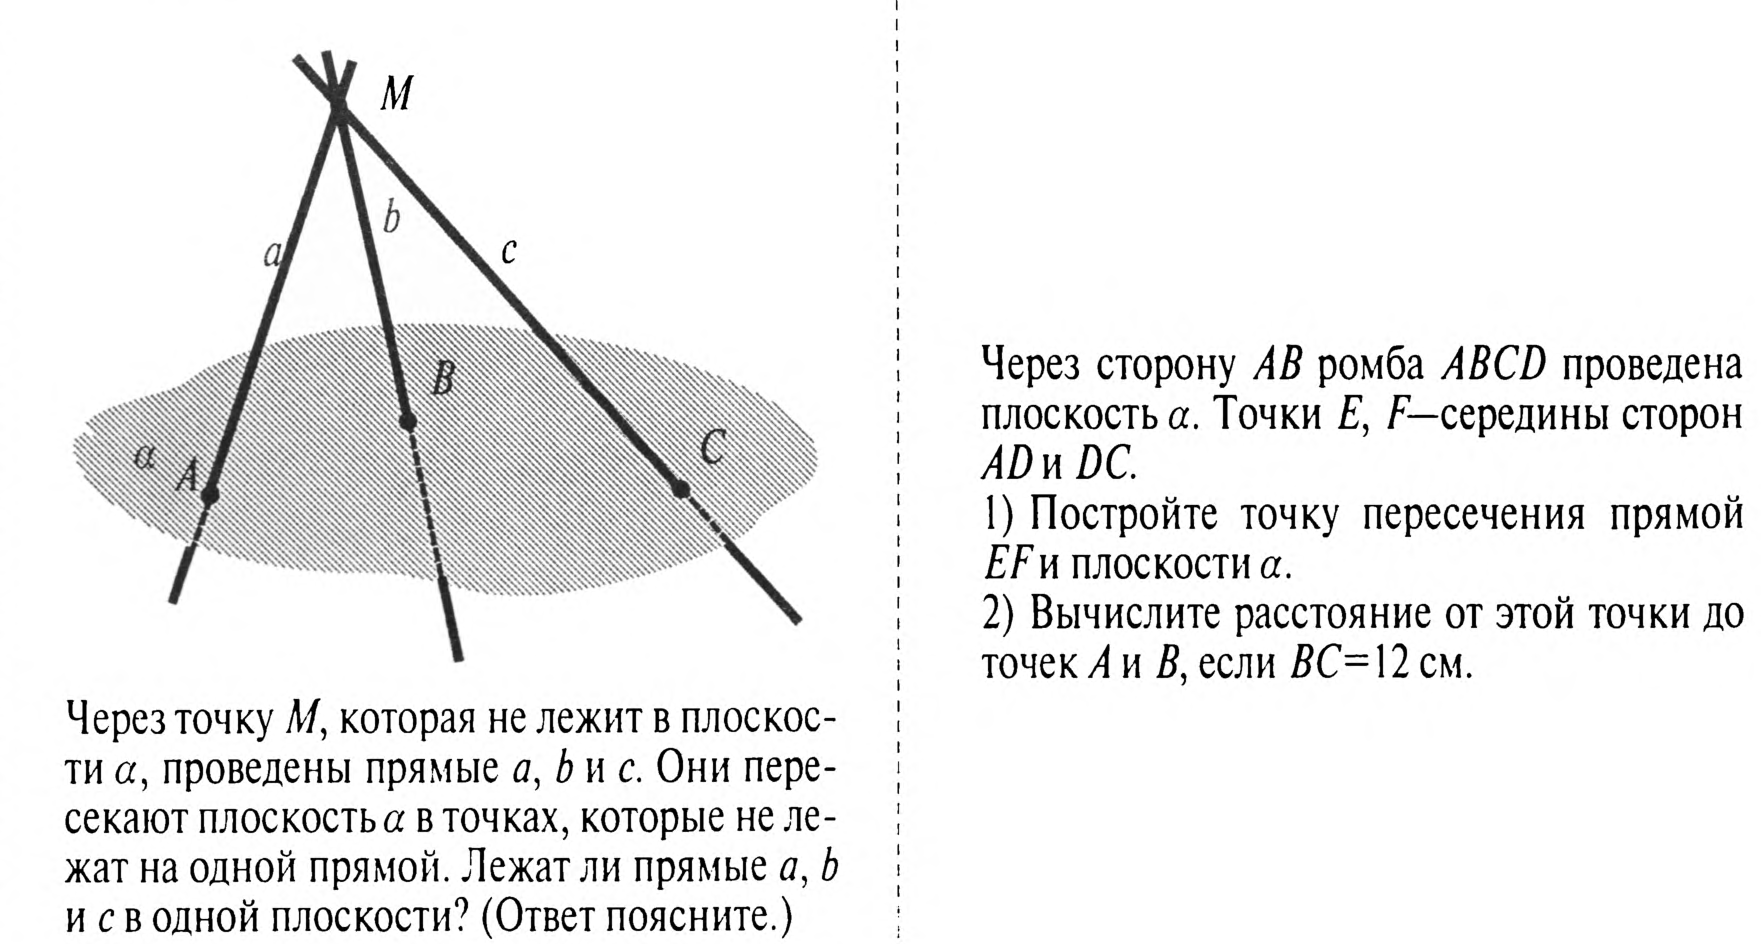 M
b
a
c
B
α
A
C
Через точку M, которая не лежит в плоскос-
ти α, проведены прямые a, b и c. Они пере-
секают плоскость α в точках, которые не ле-
жат на одной прямой. Лежат ли прямые a, b
и c в одной плоскости? (Ответ поясните.)
Через сторону AB ромба ABCD проведена
плоскость α. Точки E, F—середины сторон
AD и DC.
1) Постройте точку пересечения прямой
EF и плоскости α.
2) Вычислите расстояние от этой точки до
точек A и B, если BC=12 см.